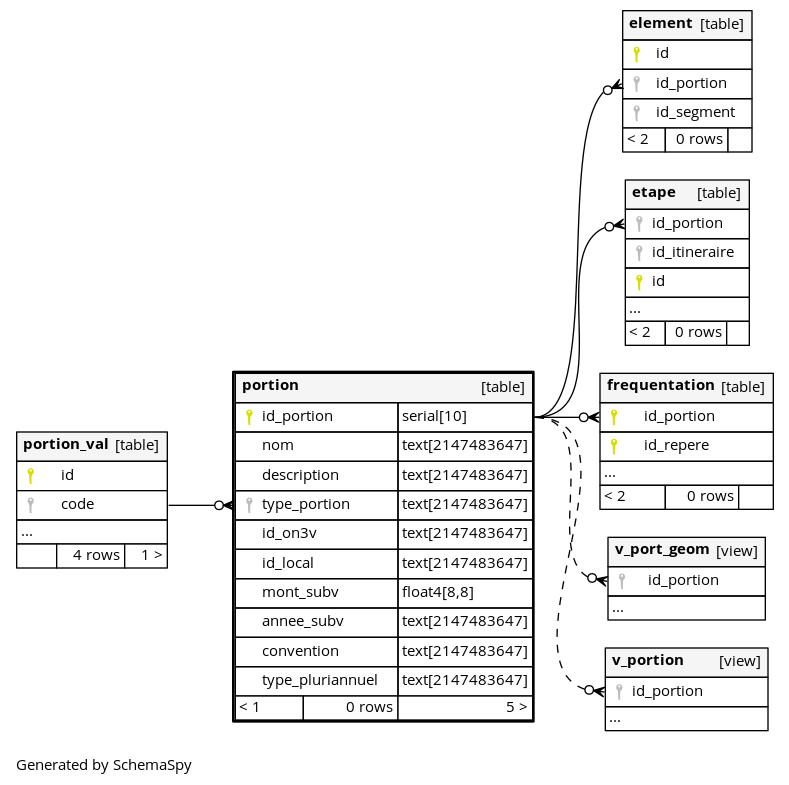 element [table]
id
id_portion
id_segment
< 2 0 rows
etape [table]
id_portion
id_itineraire
id
...
< 2 0 rows
portion [table]
id_portion serial[10]
nom text[2147483647]
description text[2147483647]
type_portion text[2147483647]
id_on3v text[2147483647]
id_local text[2147483647]
mont_subv float4[8,8]
annee_subv text[2147483647]
convention text[2147483647]
type_pluriannuel text[2147483647]
< 1 0 rows 5 >
frequentation [table]
id_portion
id_repere
...
< 2 0 rows
portion_val [table]
id
code
...
4 rows 1 >
v_port_geom [view]
id_portion
...
v_portion [view]
id_portion
...
Generated by SchemaSpy